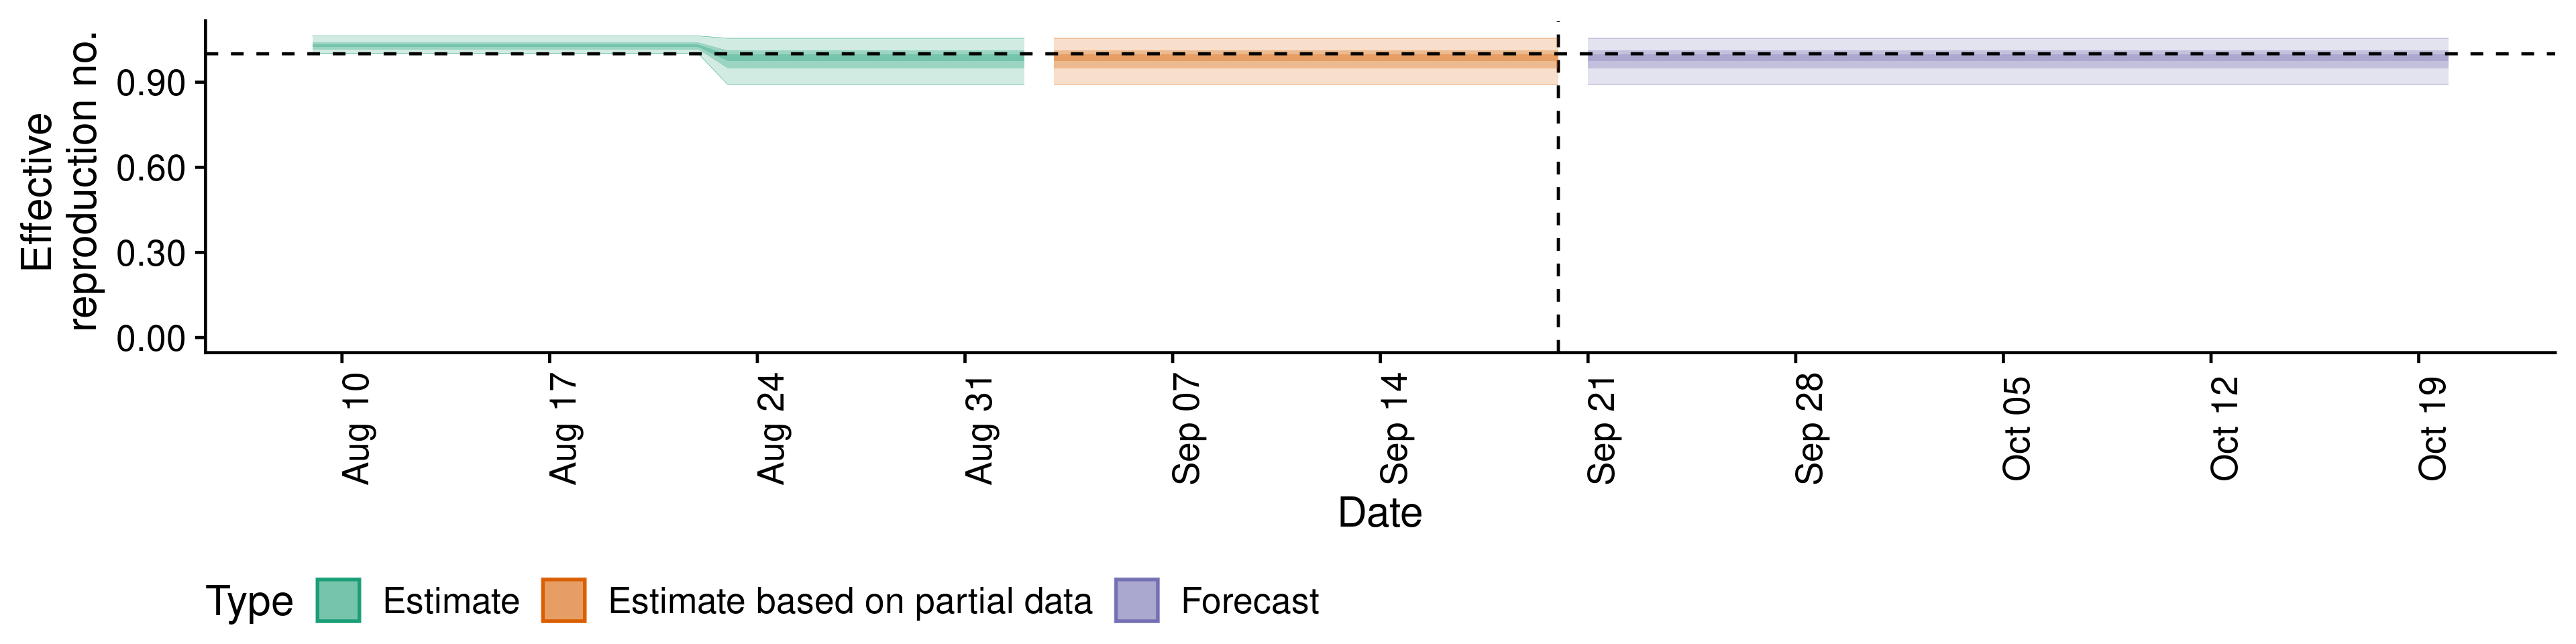 Effective
reproduction no.
0.90
0.60
0.30
0.00
Aug 10
Aug 17
Aug 24
Aug 31
Sep 07
Sep 14
Sep 21
Sep 28
Oct 05
Oct 12
Oct 19
Date
Type Estimate Estimate based on partial data Forecast